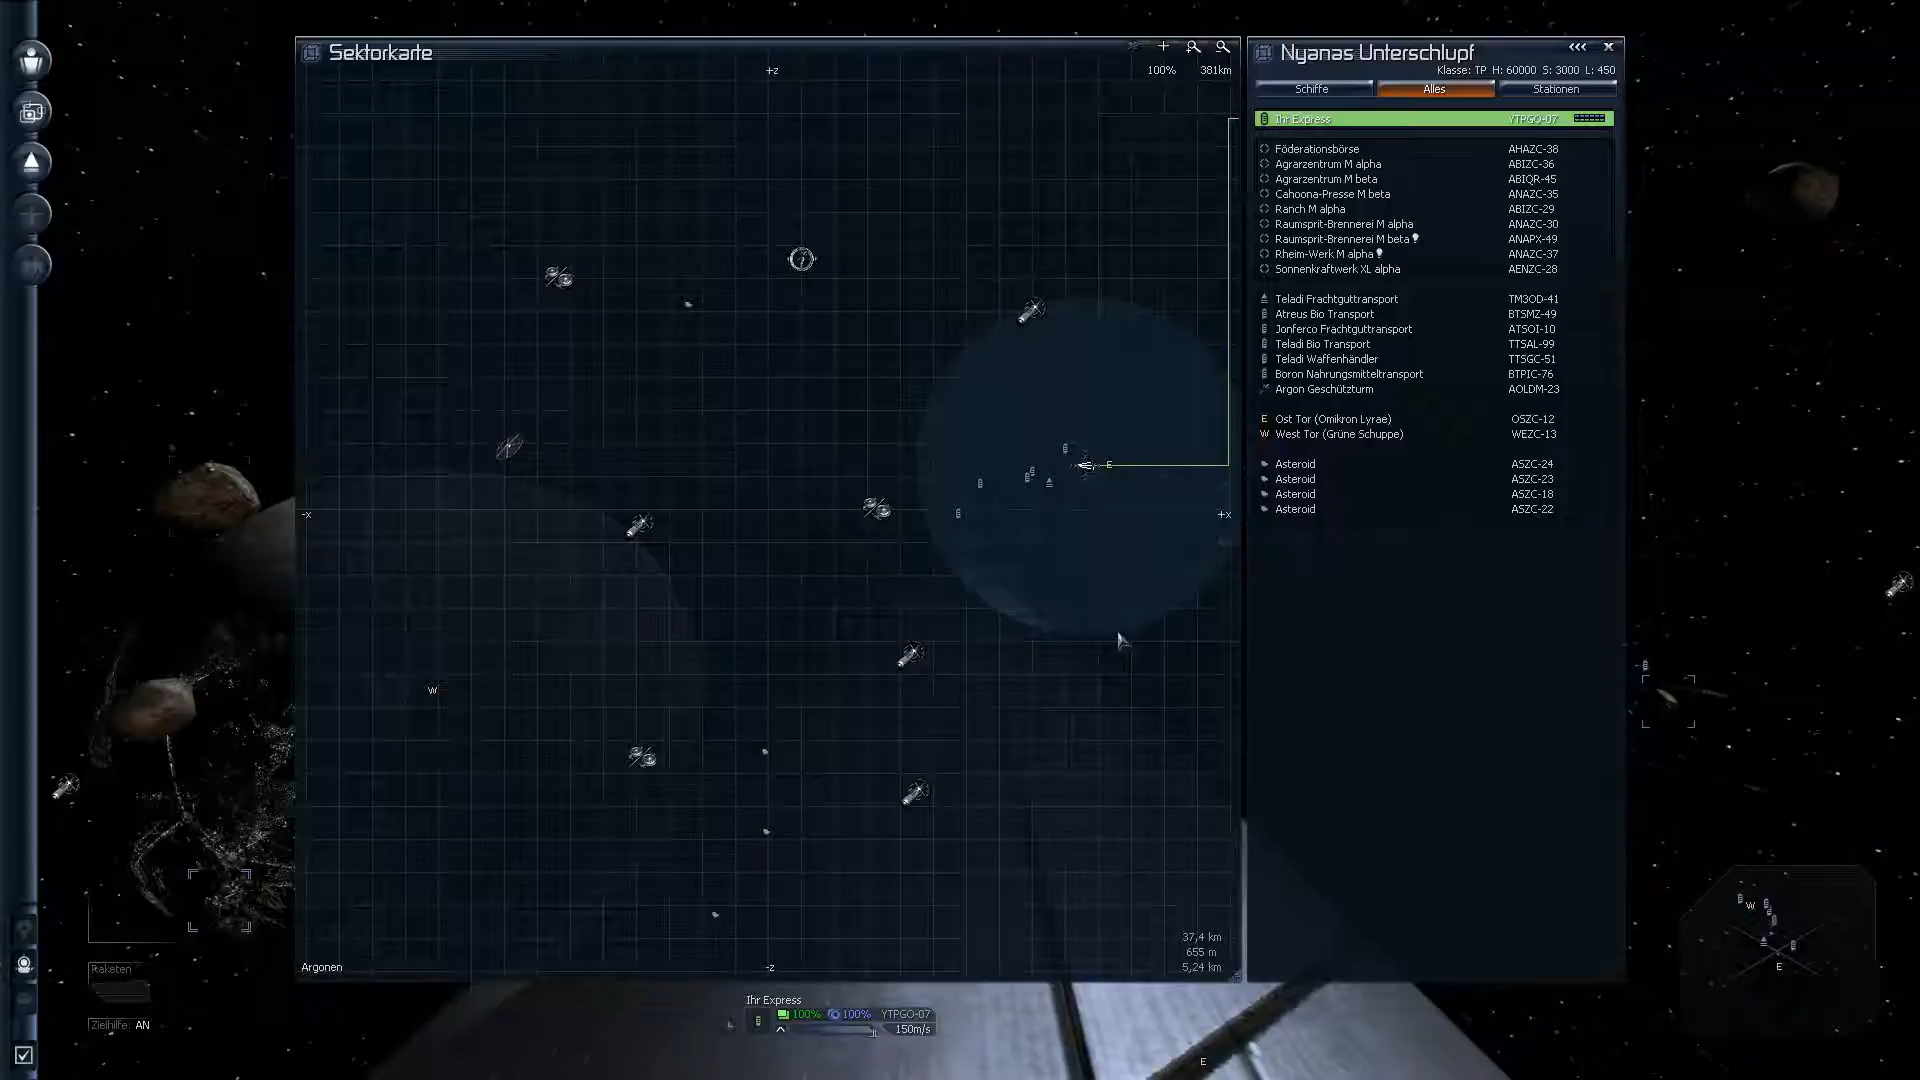 Sektorkarte
+z
100% 381km
-x
+x
E
W
Argonen
-z
37,4 km
655 m
5,24 km
Nyanas Unterschlupf
Klasse: TP H: 60000 S: 3000 L: 450
Schiffe Alles Stationen
Ihr Express YTPGO-07
Föderationsbörse AHAZC-38
Agrarzentrum M alpha ABIZC-36
Agrarzentrum M beta ABIQR-45
Cahoona-Presse M beta ANAZC-35
Ranch M alpha ABIZC-29
Raumsprit-Brennerei M alpha ANAZC-30
Raumsprit-Brennerei M beta ANAPX-49
Rheim-Werk M alpha ANAZC-37
Sonnenkraftwerk XL alpha AENZC-28
Teladi Frachtguttransport TM3OD-41
Atreus Bio Transport BTSMZ-49
Jonferco Frachtguttransport ATSOI-10
Teladi Bio Transport TTSAL-99
Teladi Waffenhändler TTSGC-51
Boron Nahrungsmitteltransport BTPIC-76
Argon Geschützturm AOLDM-23
E Ost Tor (Omikron Lyrae) OSZC-12
W West Tor (Grüne Schuppe) WEZC-13
Asteroid ASZC-24
Asteroid ASZC-23
Asteroid ASZC-18
Asteroid ASZC-22
Raketen
Zielhilfe: AN
Ihr Express
100% 100% YTPGO-07
150m/s
W
E
E